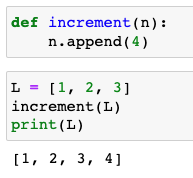 def increment(n):
    n.append(4)
L = [1, 2, 3]
increment(L)
print(L)
[1, 2, 3, 4]